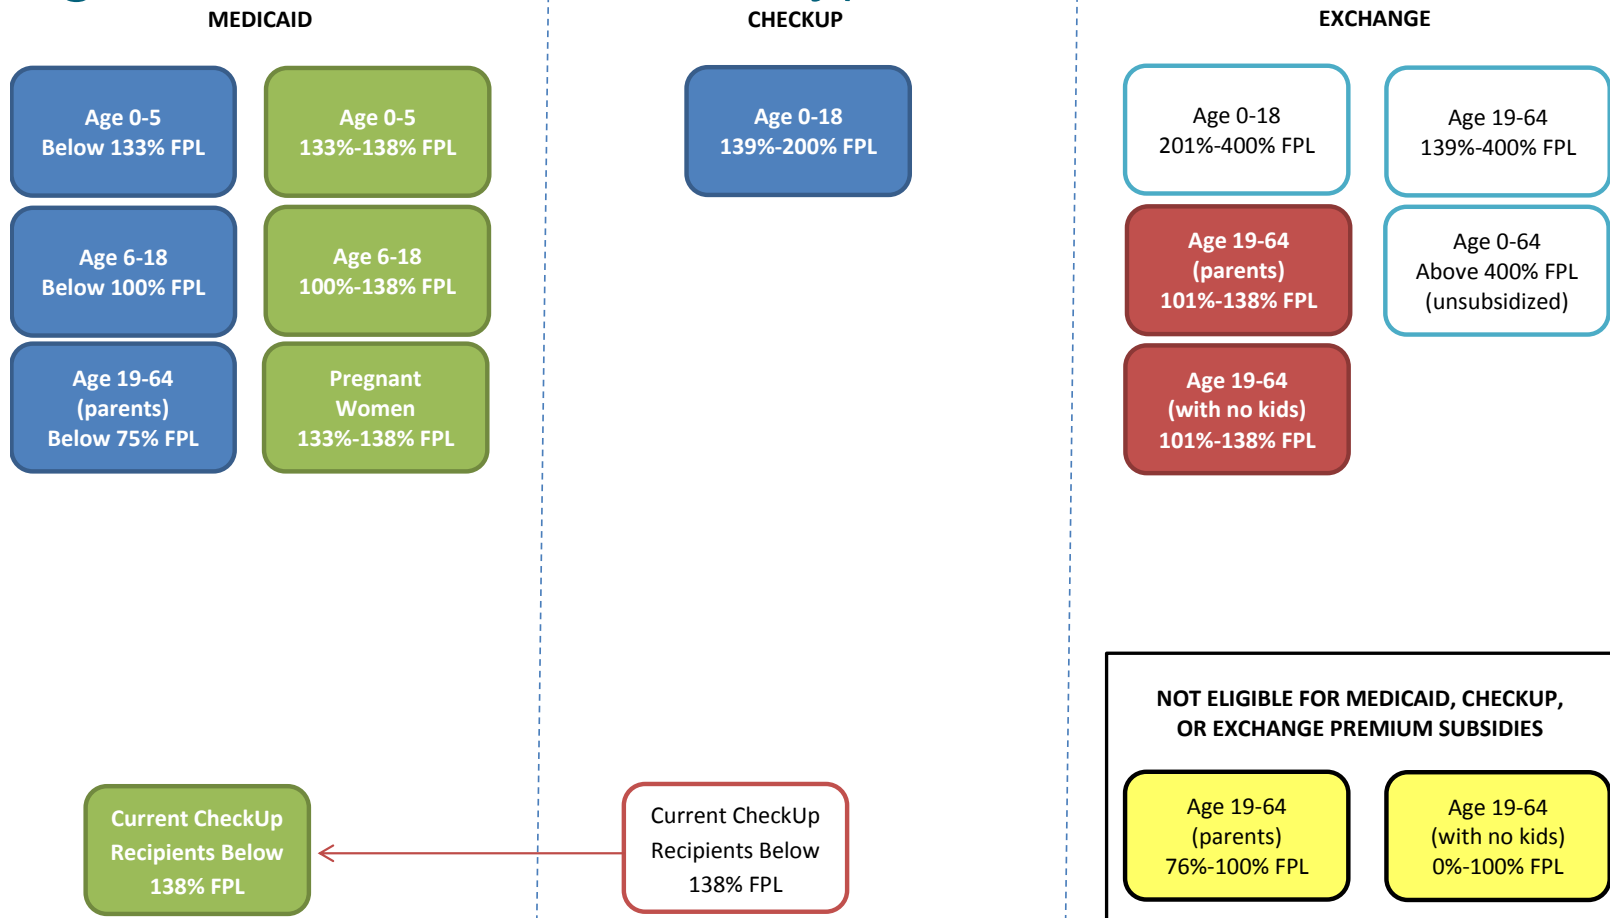 MEDICAID
Age 0-5
Below 133% FPL
Age 0-5
133%-138% FPL
Age 6-18
Below 100% FPL
Age 6-18
100%-138% FPL
Age 19-64
(parents)
Below 75% FPL
Pregnant
Women
133%-138% FPL
Current CheckUp
Recipients Below
138% FPL
CHECKUP
Age 0-18
139%-200% FPL
Current CheckUp
Recipients Below
138% FPL
EXCHANGE
Age 0-18
201%-400% FPL
Age 19-64
139%-400% FPL
Age 19-64
(parents)
101%-138% FPL
Age 0-64
Above 400% FPL
(unsubsidized)
Age 19-64
(with no kids)
101%-138% FPL
NOT ELIGIBLE FOR MEDICAID, CHECKUP,
OR EXCHANGE PREMIUM SUBSIDIES
Age 19-64
(parents)
76%-100% FPL
Age 19-64
(with no kids)
0%-100% FPL